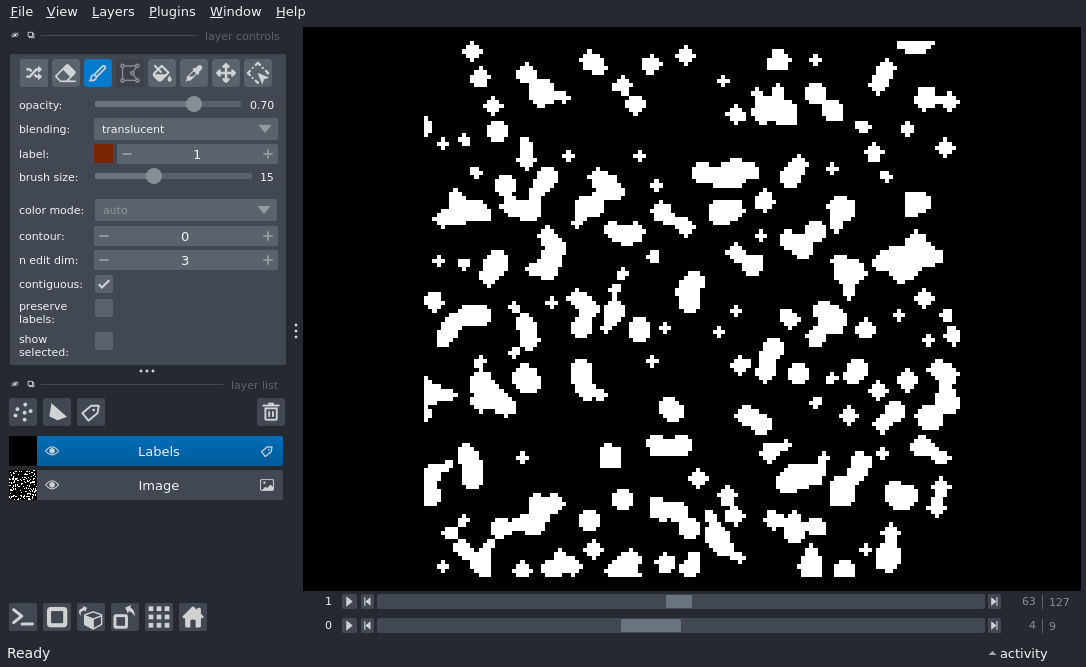 File View Layers Plugins Window Help
layer controls
opacity: 0.70
blending: translucent
label: 1
brush size: 15
color mode: auto
contour: 0
n edit dim: 3
contiguous:
preserve
labels:
show
selected:
layer list
Labels
Image
1 63 127
0 4 9
Ready activity